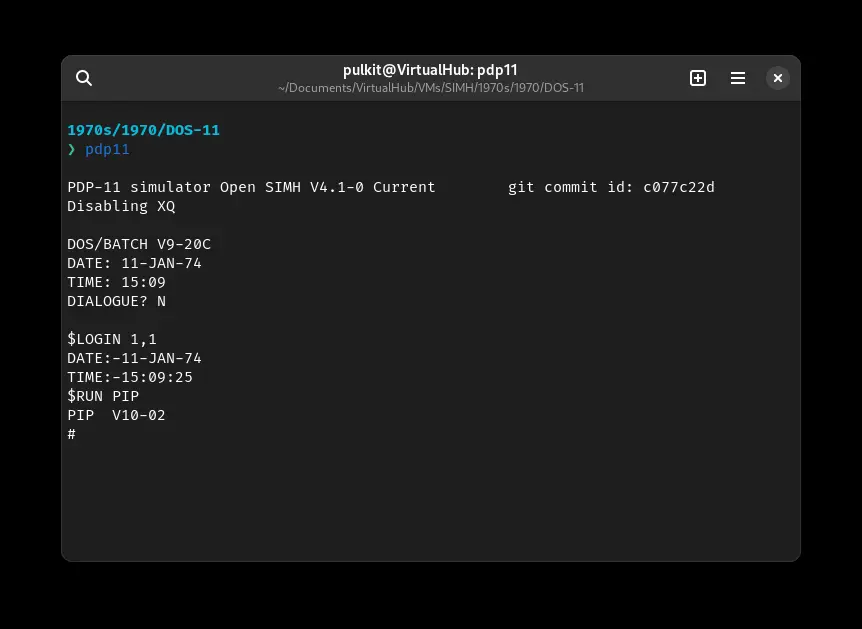 pulkit@VirtualHub: pdp11
~/Documents/VirtualHub/VMs/SIMH/1970s/1970/DOS-11
1970s/1970/DOS-11
❯ pdp11
PDP-11 simulator Open SIMH V4.1-0 Current        git commit id: c077c22d
Disabling XQ
DOS/BATCH V9-20C
DATE: 11-JAN-74
TIME: 15:09
DIALOGUE? N
$LOGIN 1,1
DATE:-11-JAN-74
TIME:-15:09:25
$RUN PIP
PIP  V10-02
#